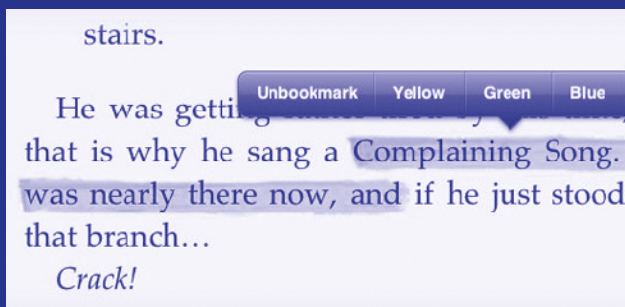 stairs.
Unbookmark Yellow Green Blue
He was getting
that is why he sang a Complaining Song.
was nearly there now, and if he just stood
that branch...
Crack!